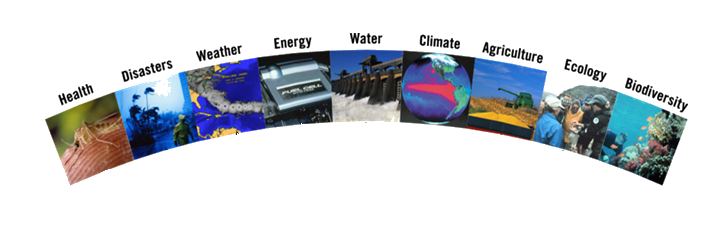 Health
Disasters
Weather
Energy
Water
Climate
Agriculture
Ecology
Biodiversity
FUEL CELL